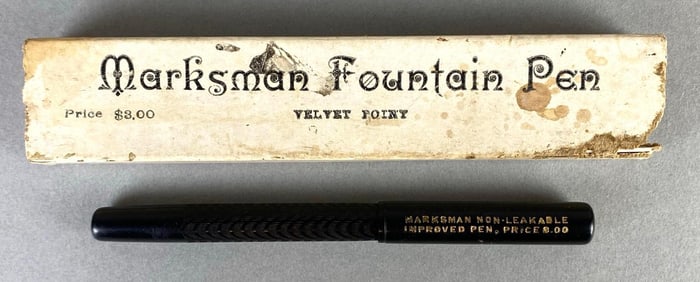 Marksman Fountain Pen
Price $3.00
VELVET POINT
MARKSMAN NON-LEAKABLE
IMPROVED PEN, PRICE 3.00